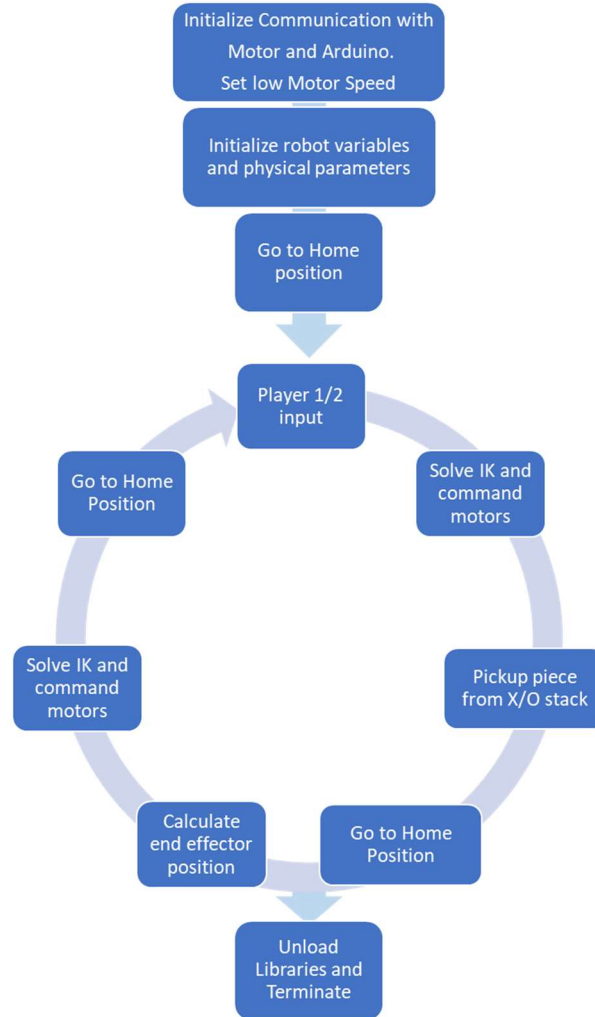 Initialize Communication with
Motor and Arduino.
Set low Motor Speed
Initialize robot variables
and physical parameters
Go to Home
position
Player 1/2
input
Solve IK and
command
motors
Pickup piece
from X/O stack
Go to Home
Position
Calculate
end effector
position
Solve IK and
command
motors
Go to Home
Position
Unload
Libraries and
Terminate